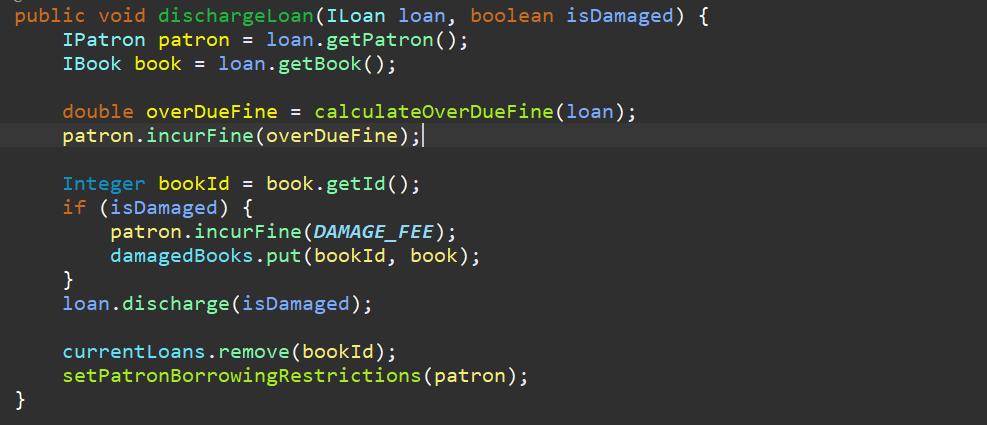 public void dischargeLoan(ILoan loan, boolean isDamaged) {
    IPatron patron = loan.getPatron();
    IBook book = loan.getBook();

    double overDueFine = calculateOverDueFine(loan);
    patron.incurFine(overDueFine);

    Integer bookId = book.getId();
    if (isDamaged) {
        patron.incurFine(DAMAGE_FEE);
        damagedBooks.put(bookId, book);
    }
    loan.discharge(isDamaged);

    currentLoans.remove(bookId);
    setPatronBorrowingRestrictions(patron);
}